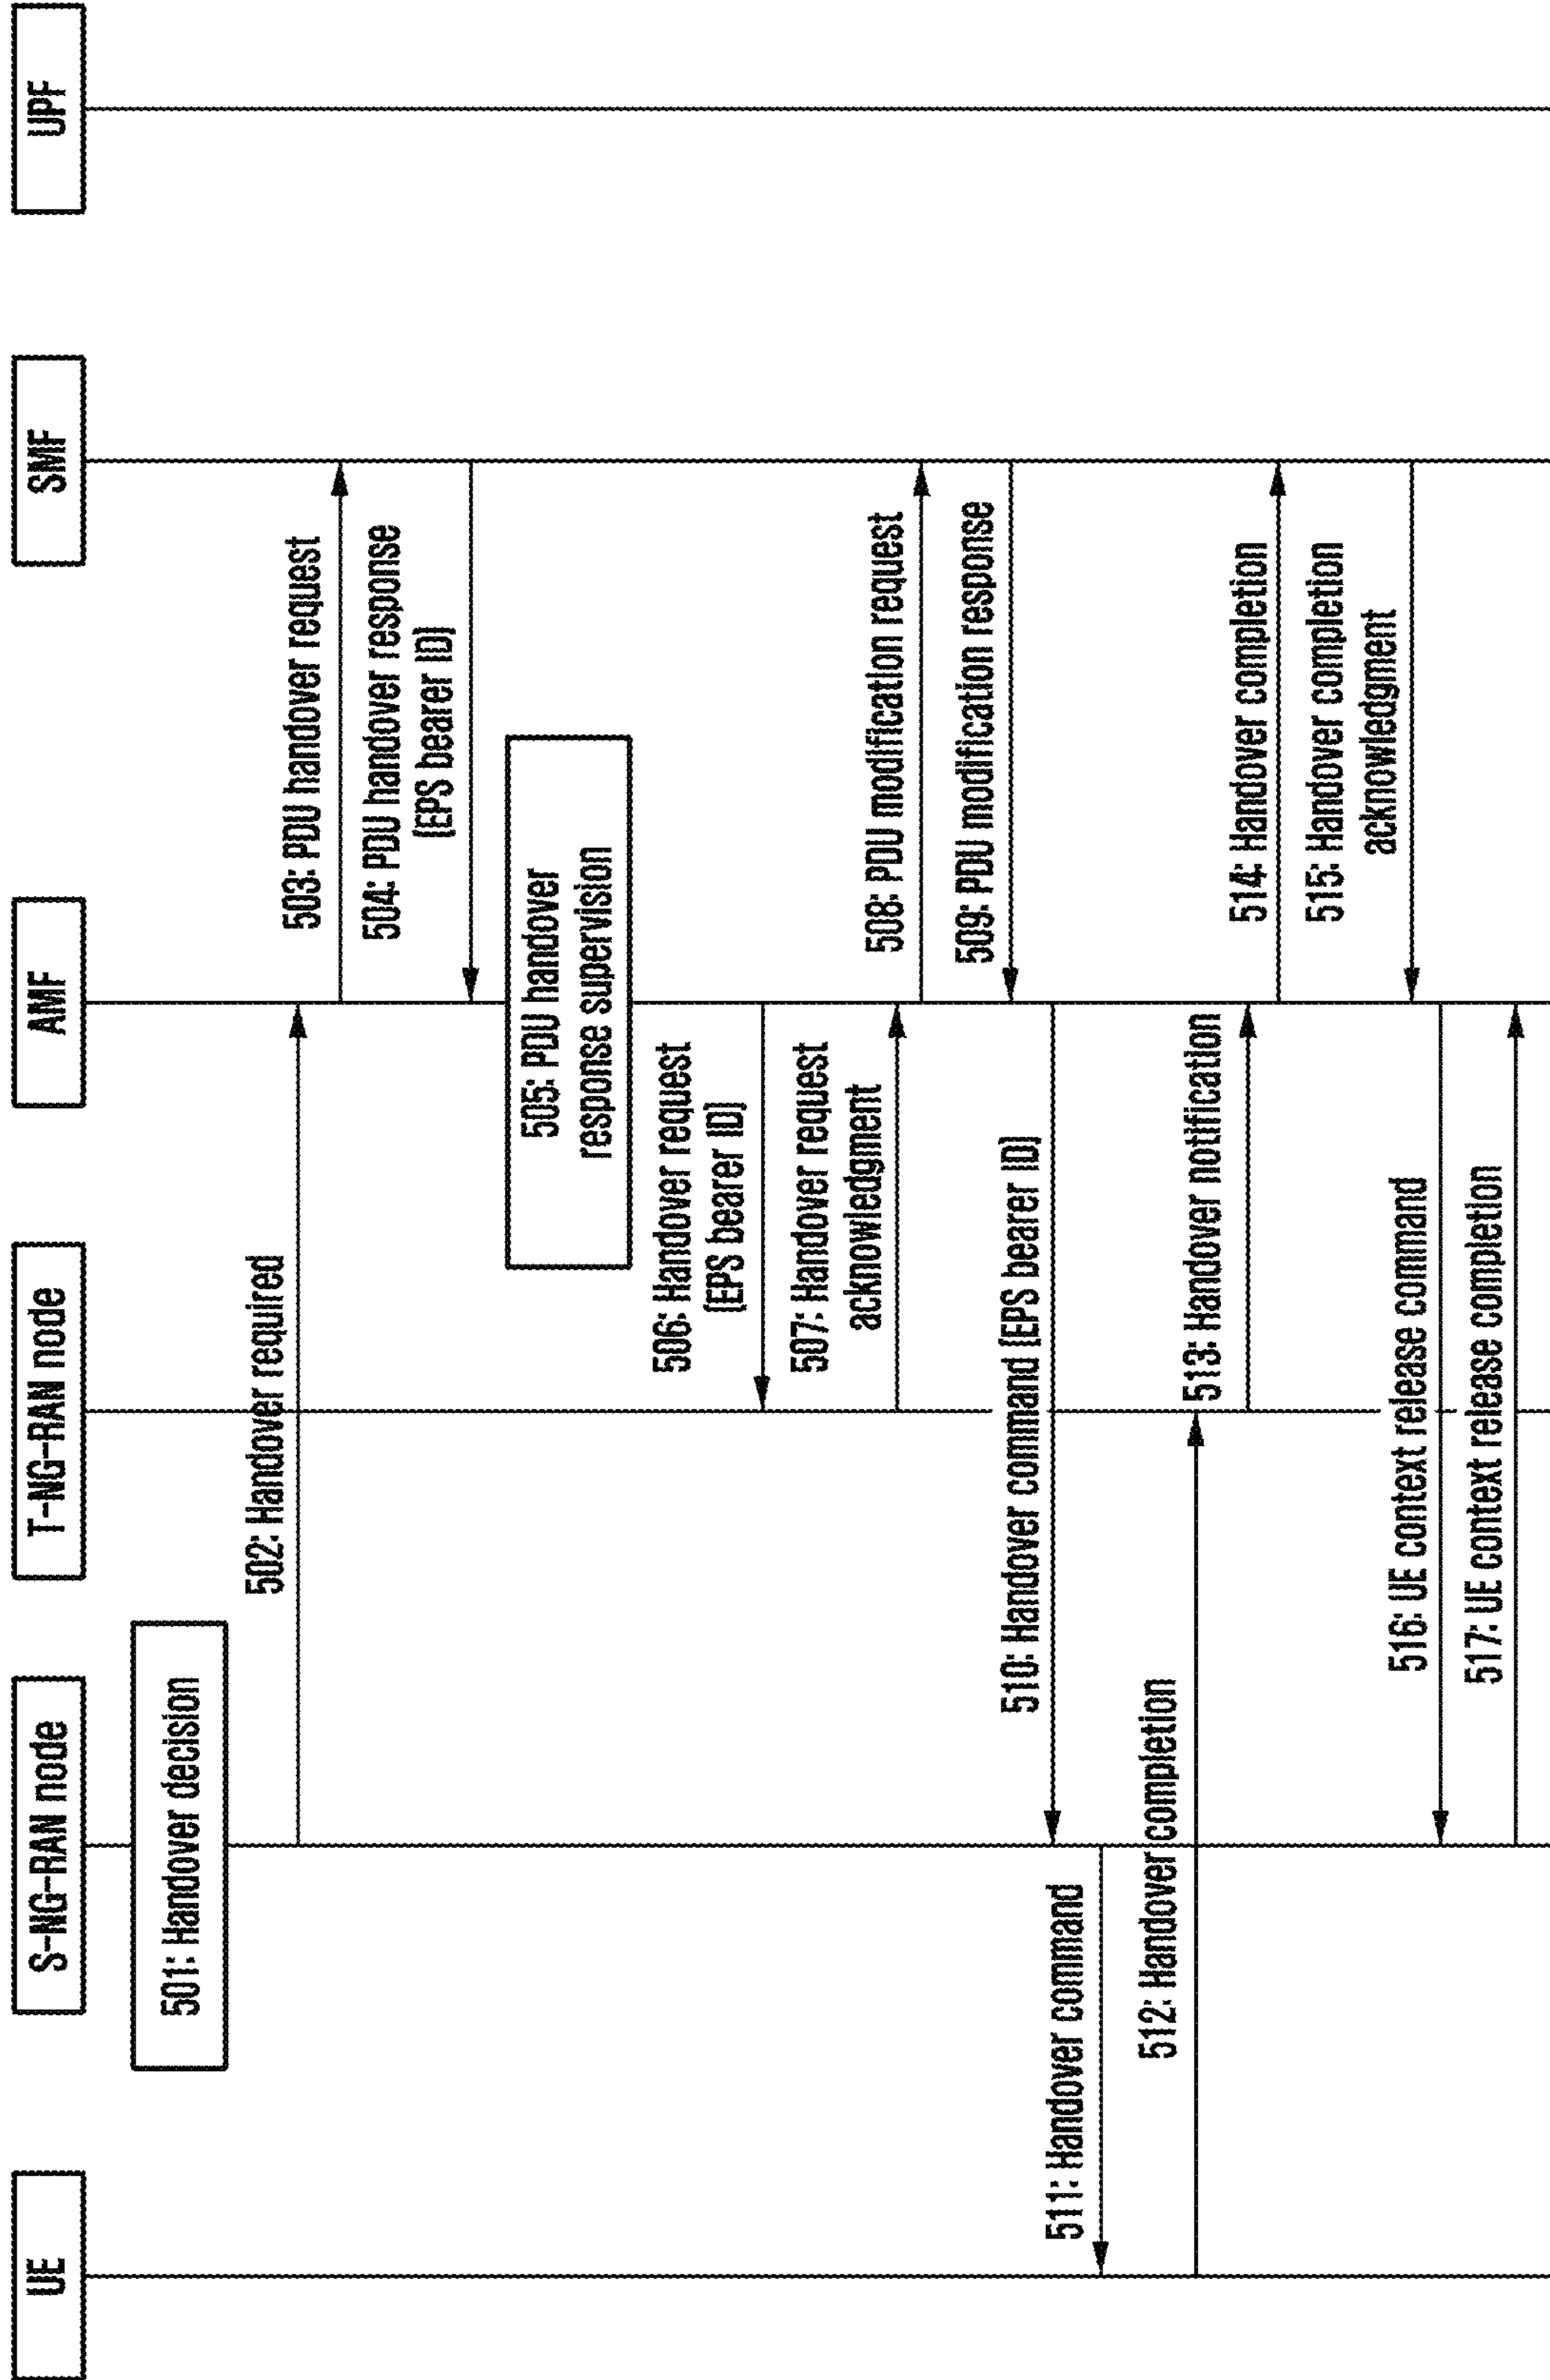 UE
S-NG-RAN node
T-NG-RAN node
AMF
SMF
UPF
501: Handover decision
502: Handover required
503: PDU handover request
504: PDU handover response
(EPS bearer ID)
505: PDU handover
response supervision
506: Handover request
(EPS bearer ID)
507: Handover request
acknowledgment
508: PDU modification request
509: PDU modification response
510: Handover command (EPS bearer ID)
511: Handover command
512: Handover completion
513: Handover notification
514: Handover completion
515: Handover completion
acknowledgment
516: UE context release command
517: UE context release completion